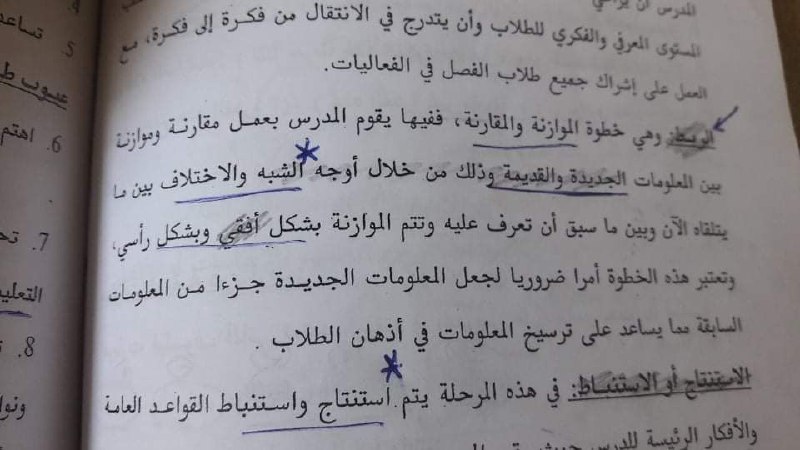 المدرس أن يراعي
المستوى المعرفي والفكري للطلاب وأن يتدرج في الانتقال من فكرة إلى فكرة، مع
العمل على إشراك جميع طلاب الفصل في الفعاليات.
الربط: وهي خطوة الموازنة والمقارنة، ففيها يقوم المدرس بعمل مقارنة وموازنة
بين المعلومات الجديدة والقديمة وذلك من خلال أوجه الشبه والاختلاف بين ما
يتلقاه الآن وبين ما سبق أن تعرف عليه وتتم الموازنة بشكل أفقي وبشكل رأسي،
وتعتبر هذه الخطوة أمرا ضروريا لجعل المعلومات الجديدة جزءا من المعلومات
السابقة مما يساعد على ترسيخ المعلومات في أذهان الطلاب .
الاستنتاج أو الاستنباط: في هذه المرحلة يتم استنتاج واستنباط القواعد العامة
والأفكار الرئيسة للدرس
5. تساعد
عيوب
6. اهتم
7.
التعليم
8.